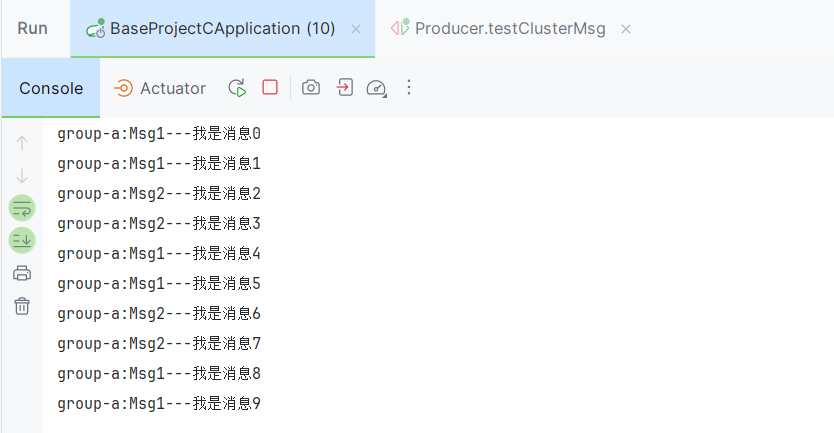 Run BaseProjectCApplication (10) Producer.testClusterMsg
Console Actuator
group-a:Msg1---我是消息0
group-a:Msg1---我是消息1
group-a:Msg2---我是消息2
group-a:Msg2---我是消息3
group-a:Msg1---我是消息4
group-a:Msg1---我是消息5
group-a:Msg2---我是消息6
group-a:Msg2---我是消息7
group-a:Msg1---我是消息8
group-a:Msg1---我是消息9